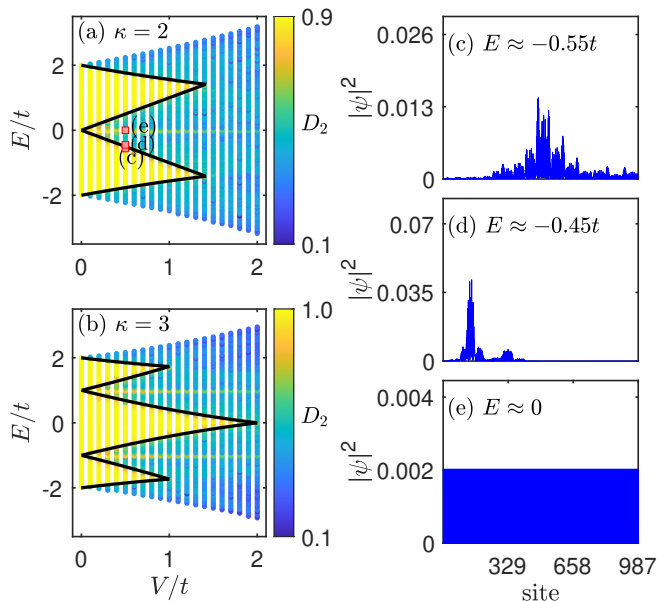 (a) κ = 2
E/t
2
0
-2
(e)
(d)
(c)
0
1
2
0.9
D₂
0.1
(b) κ = 3
E/t
2
0
-2
0
1
2
V/t
1.0
D₂
0.1
(c) E ≈ −0.55t
|ψ|²
0.026
0.013
0
(d) E ≈ −0.45t
|ψ|²
0.07
0.035
0
(e) E ≈ 0
|ψ|²
0.004
0.002
0
329
658
987
site